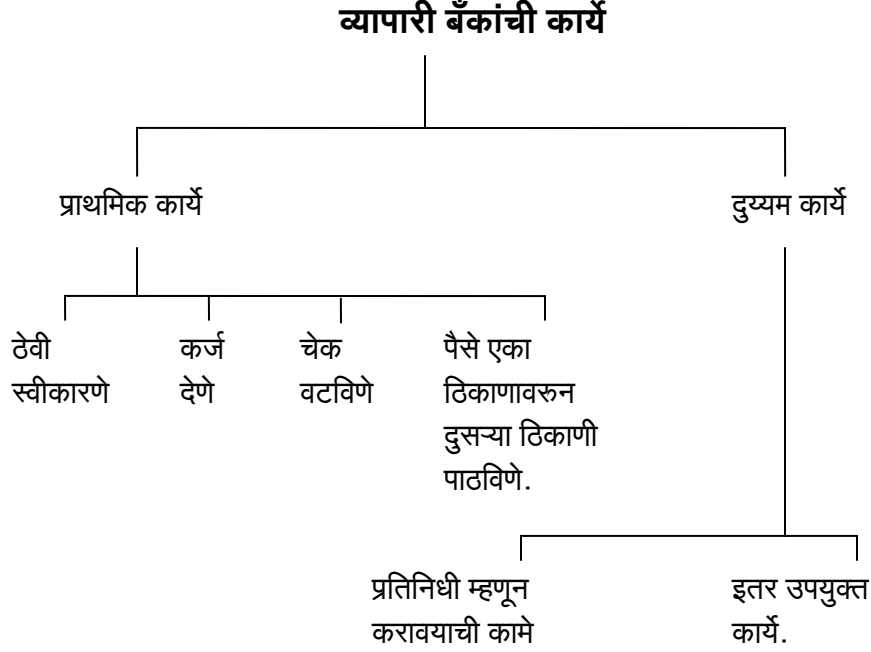 व्यापारी बँकांची कार्ये
प्राथमिक कार्ये
दुय्यम कार्ये
ठेवी
स्वीकारणे
कर्ज
देणे
चेक
वटविणे
पैसे एका
ठिकाणावरुन
दुसऱ्या ठिकाणी
पाठविणे.
प्रतिनिधी म्हणून
करावयाची कामे
इतर उपयुक्त
कार्ये.